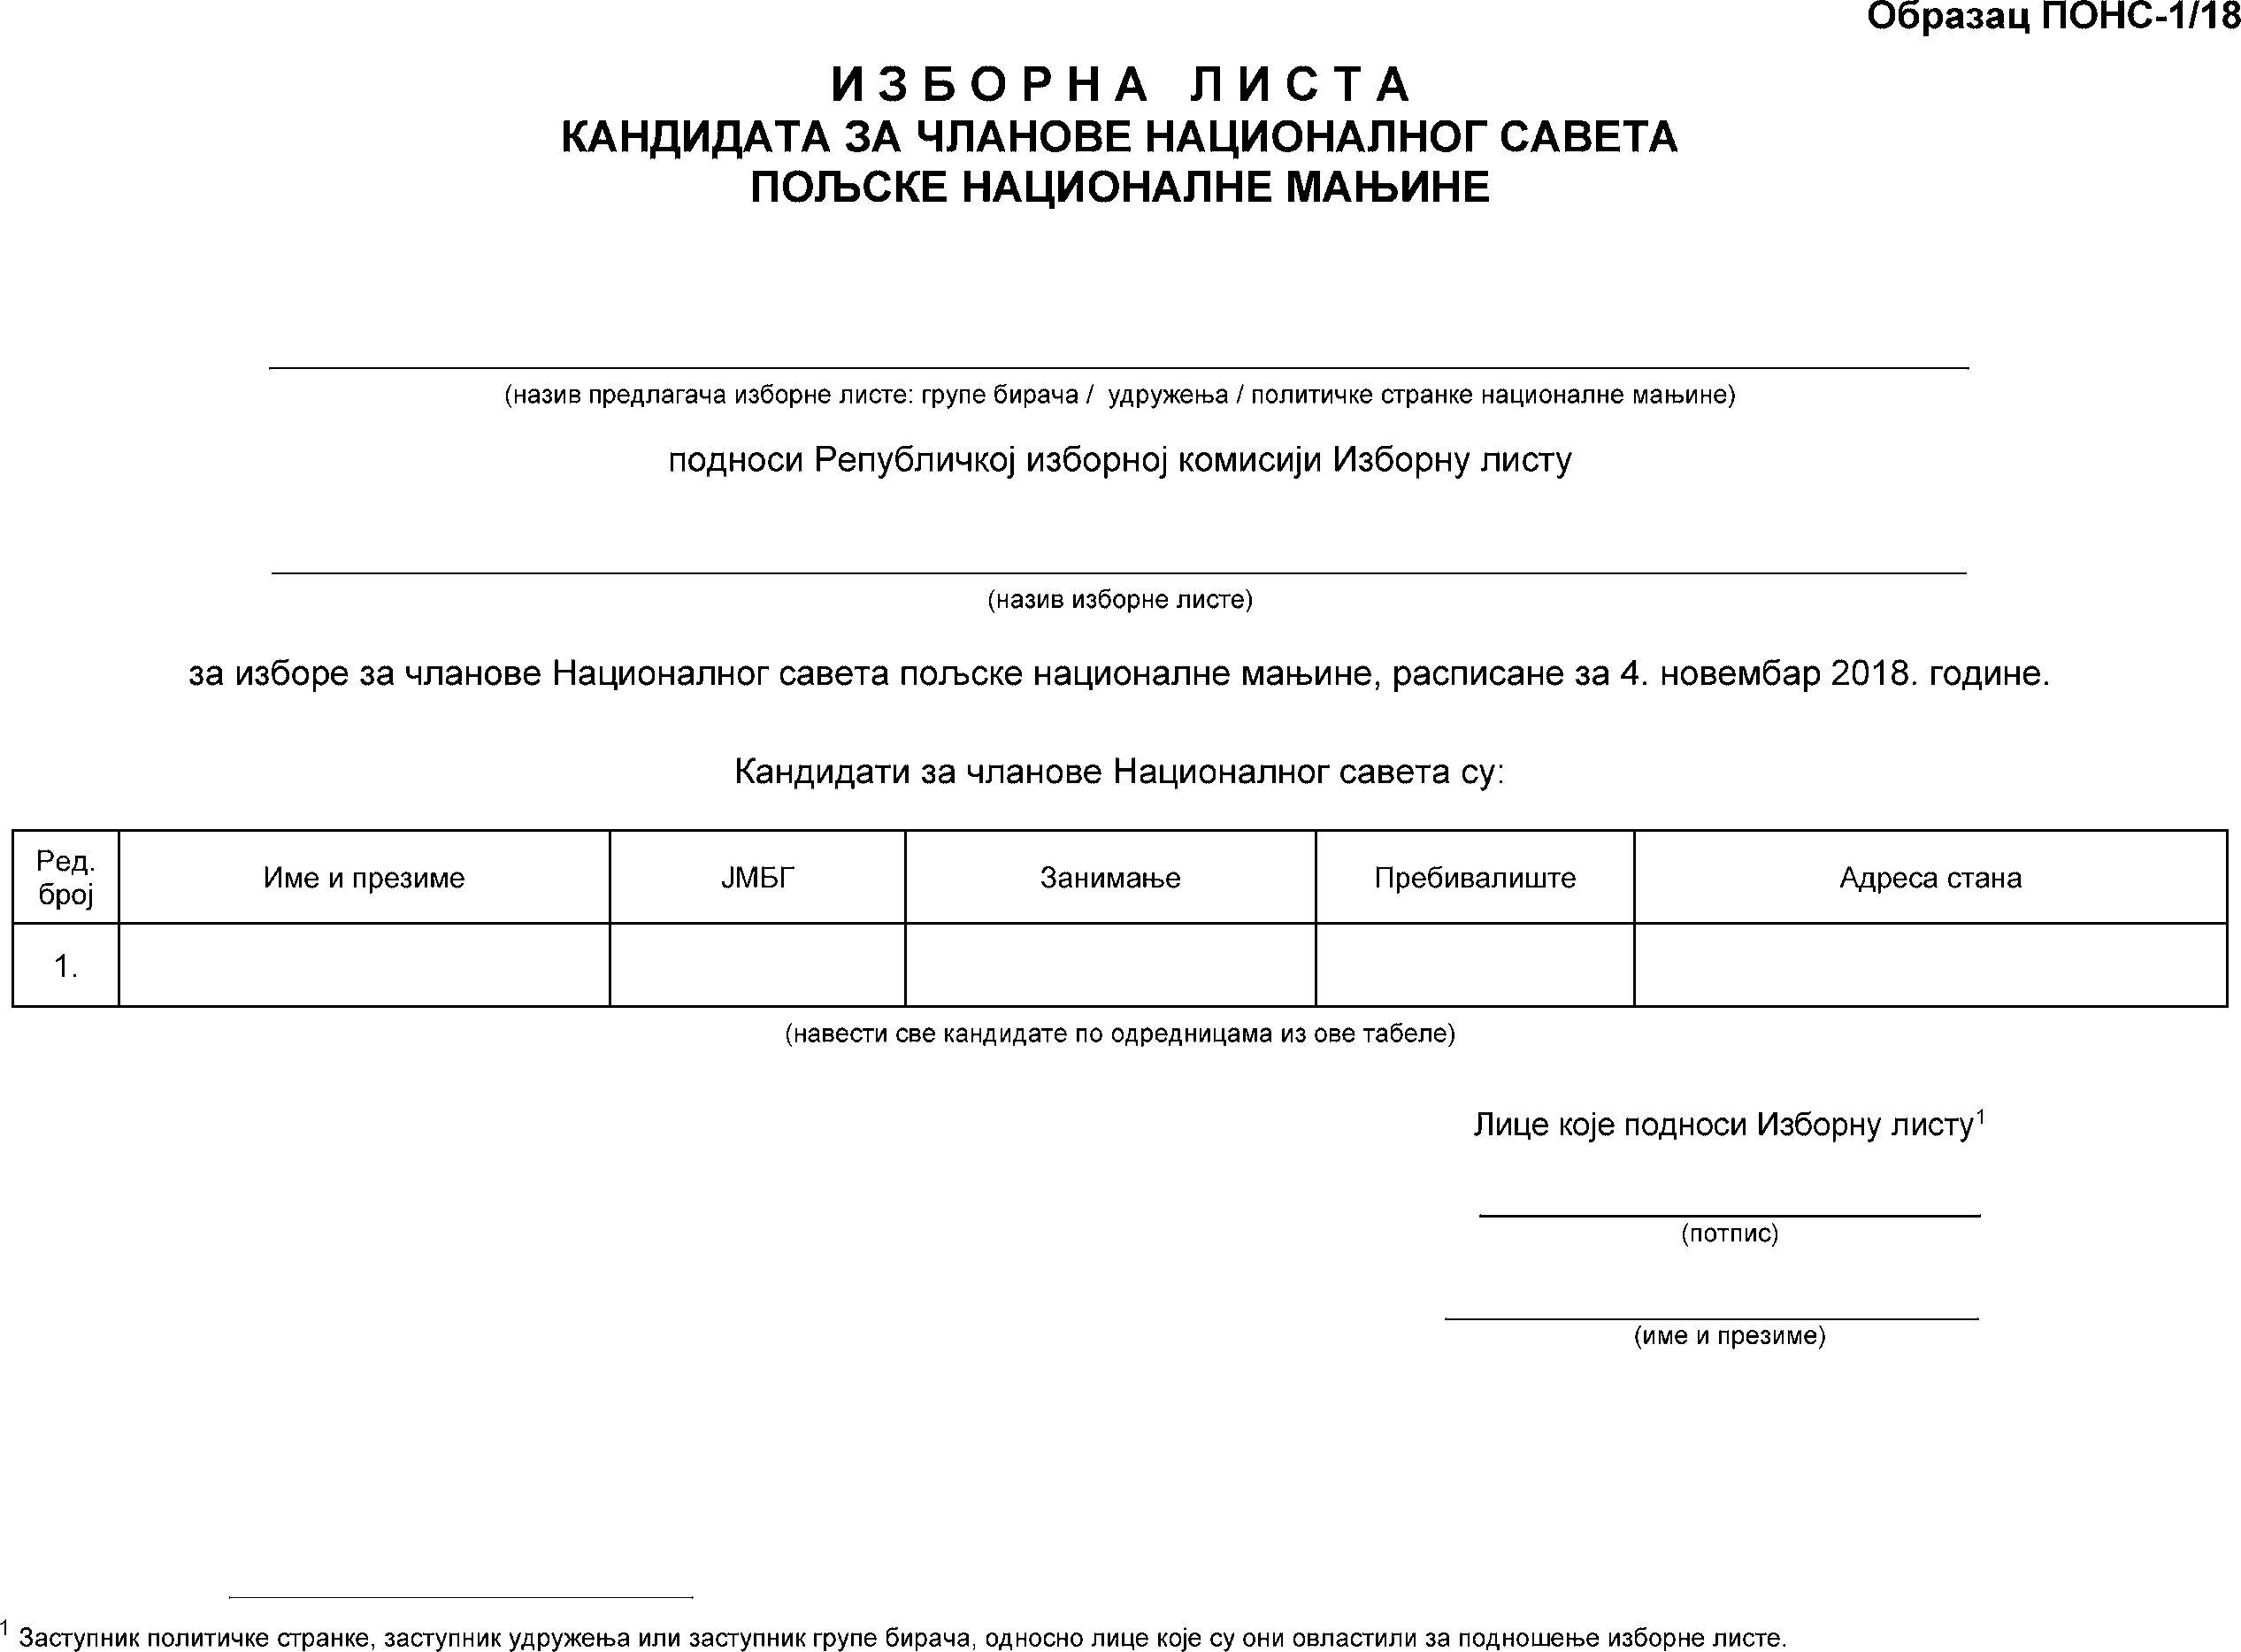 Образац ПОНС-1/18
И З Б О Р Н А   Л И С Т А
КАНДИДАТА ЗА ЧЛАНОВЕ НАЦИОНАЛНОГ САВЕТА
ПОЉСКЕ НАЦИОНАЛНЕ МАЊИНЕ
(назив предлагача изборне листе: групе бирача / удружења / политичке странке националне мањине)
подноси Републичкој изборној комисији Изборну листу
(назив изборне листе)
за изборе за чланове Националног савета пољске националне мањине, расписане за 4. новембар 2018. године.
Кандидати за чланове Националног савета су:
Ред. број Име и презиме ЈМБГ Занимање Пребивалиште Адреса стана
1.
(навести све кандидате по одредницама из ове табеле)
Лице које подноси Изборну листу1
(потпис)
(име и презиме)
1 Заступник политичке странке, заступник удружења или заступник групе бирача, односно лице које су они овластили за подношење изборне листе.